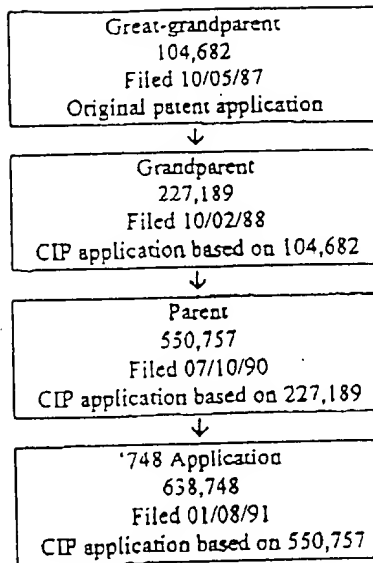 Great-grandparent
104,682
Filed 10/05/87
Original patent application
↓
Grandparent
227,189
Filed 10/02/88
CIP application based on 104,682
↓
Parent
550,757
Filed 07/10/90
CIP application based on 227,189
↓
'748 Application
638,748
Filed 01/08/91
CIP application based on 550,757